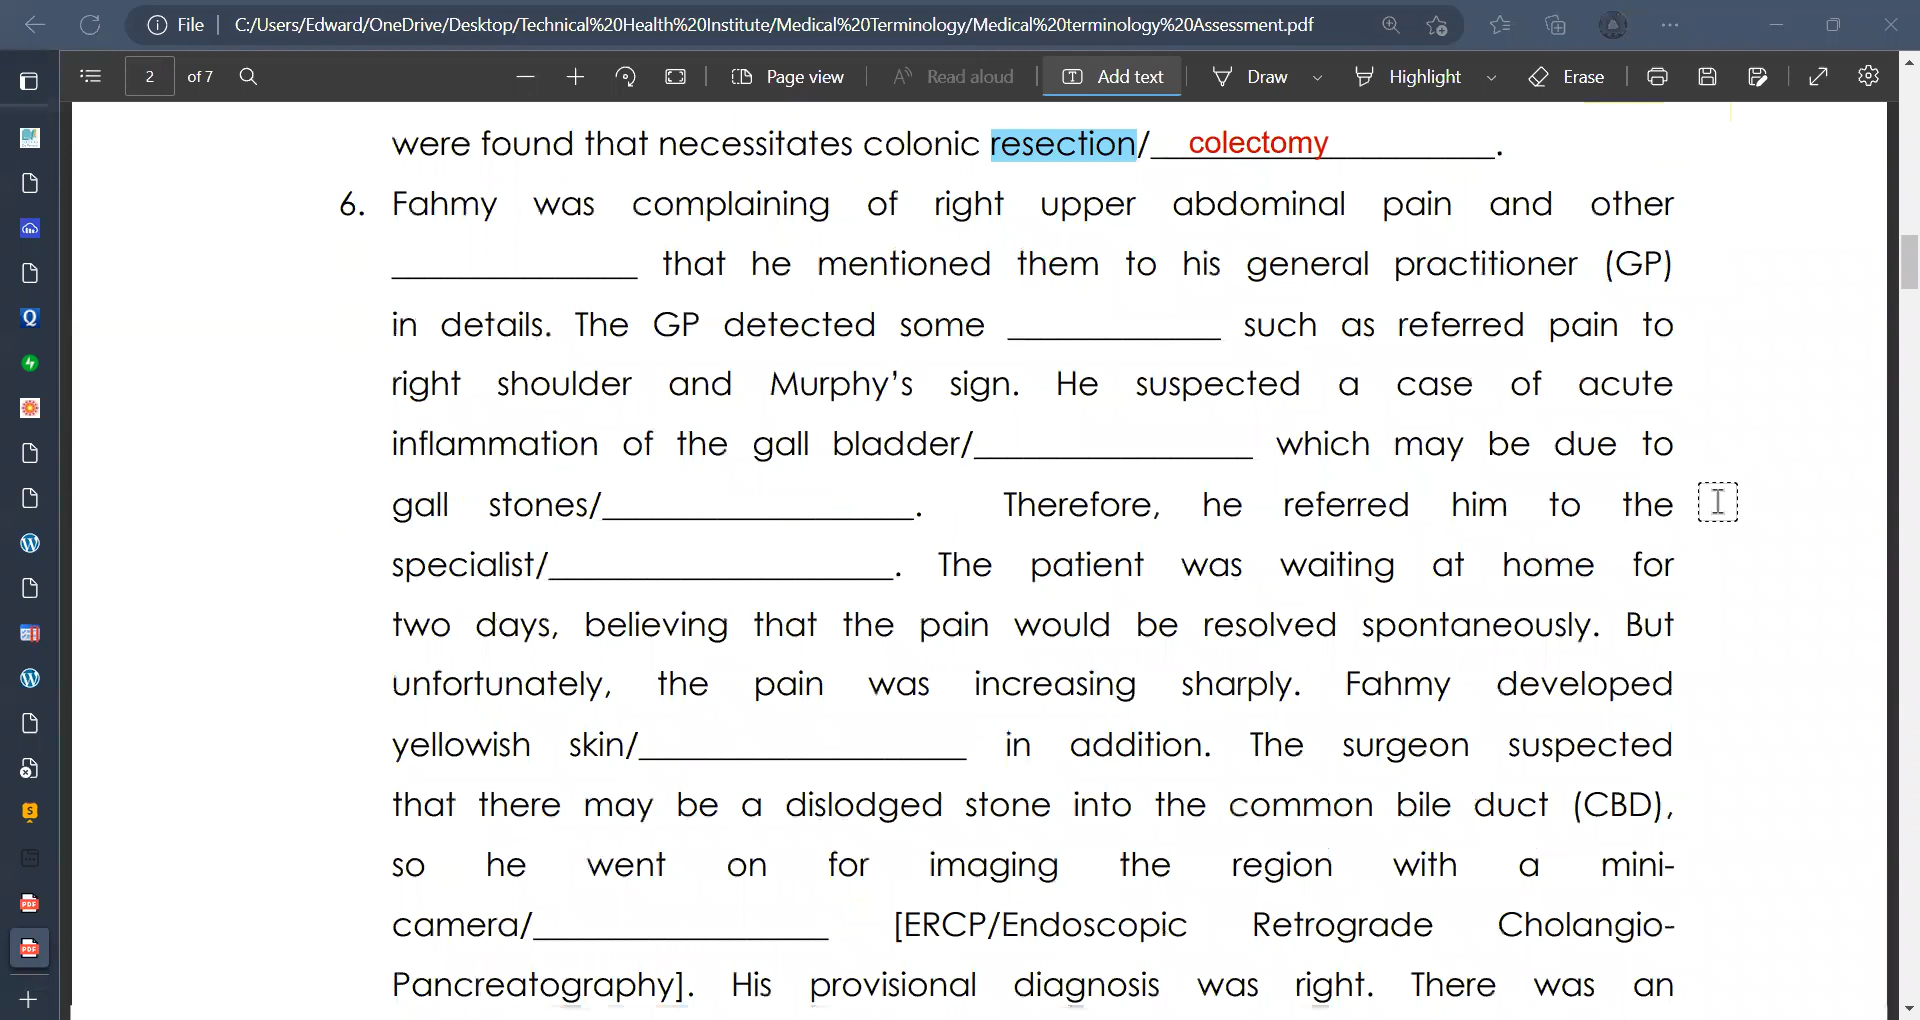 File
C:/Users/Edward/OneDrive/Desktop/Technical%20Health%20Institute/Medical%20Terminology/Medical%20terminology%20Assessment.pdf
2 of 7
Page view
Read aloud
Add text
Draw
Highlight
Erase
were found that necessitates colonic resection/__colectomy__________.
6. Fahmy was complaining of right upper abdominal pain and other
_______________ that he mentioned them to his general practitioner (GP)
in details. The GP detected some _____________ such as referred pain to
right shoulder and Murphy's sign. He suspected a case of acute
inflammation of the gall bladder/_________________ which may be due to
gall stones/___________________. Therefore, he referred him to the
specialist/_____________________. The patient was waiting at home for
two days, believing that the pain would be resolved spontaneously. But
unfortunately, the pain was increasing sharply. Fahmy developed
yellowish skin/____________________ in addition. The surgeon suspected
that there may be a dislodged stone into the common bile duct (CBD),
so he went on for imaging the region with a mini-
camera/__________________ [ERCP/Endoscopic Retrograde Cholangio-
Pancreatography]. His provisional diagnosis was right. There was an